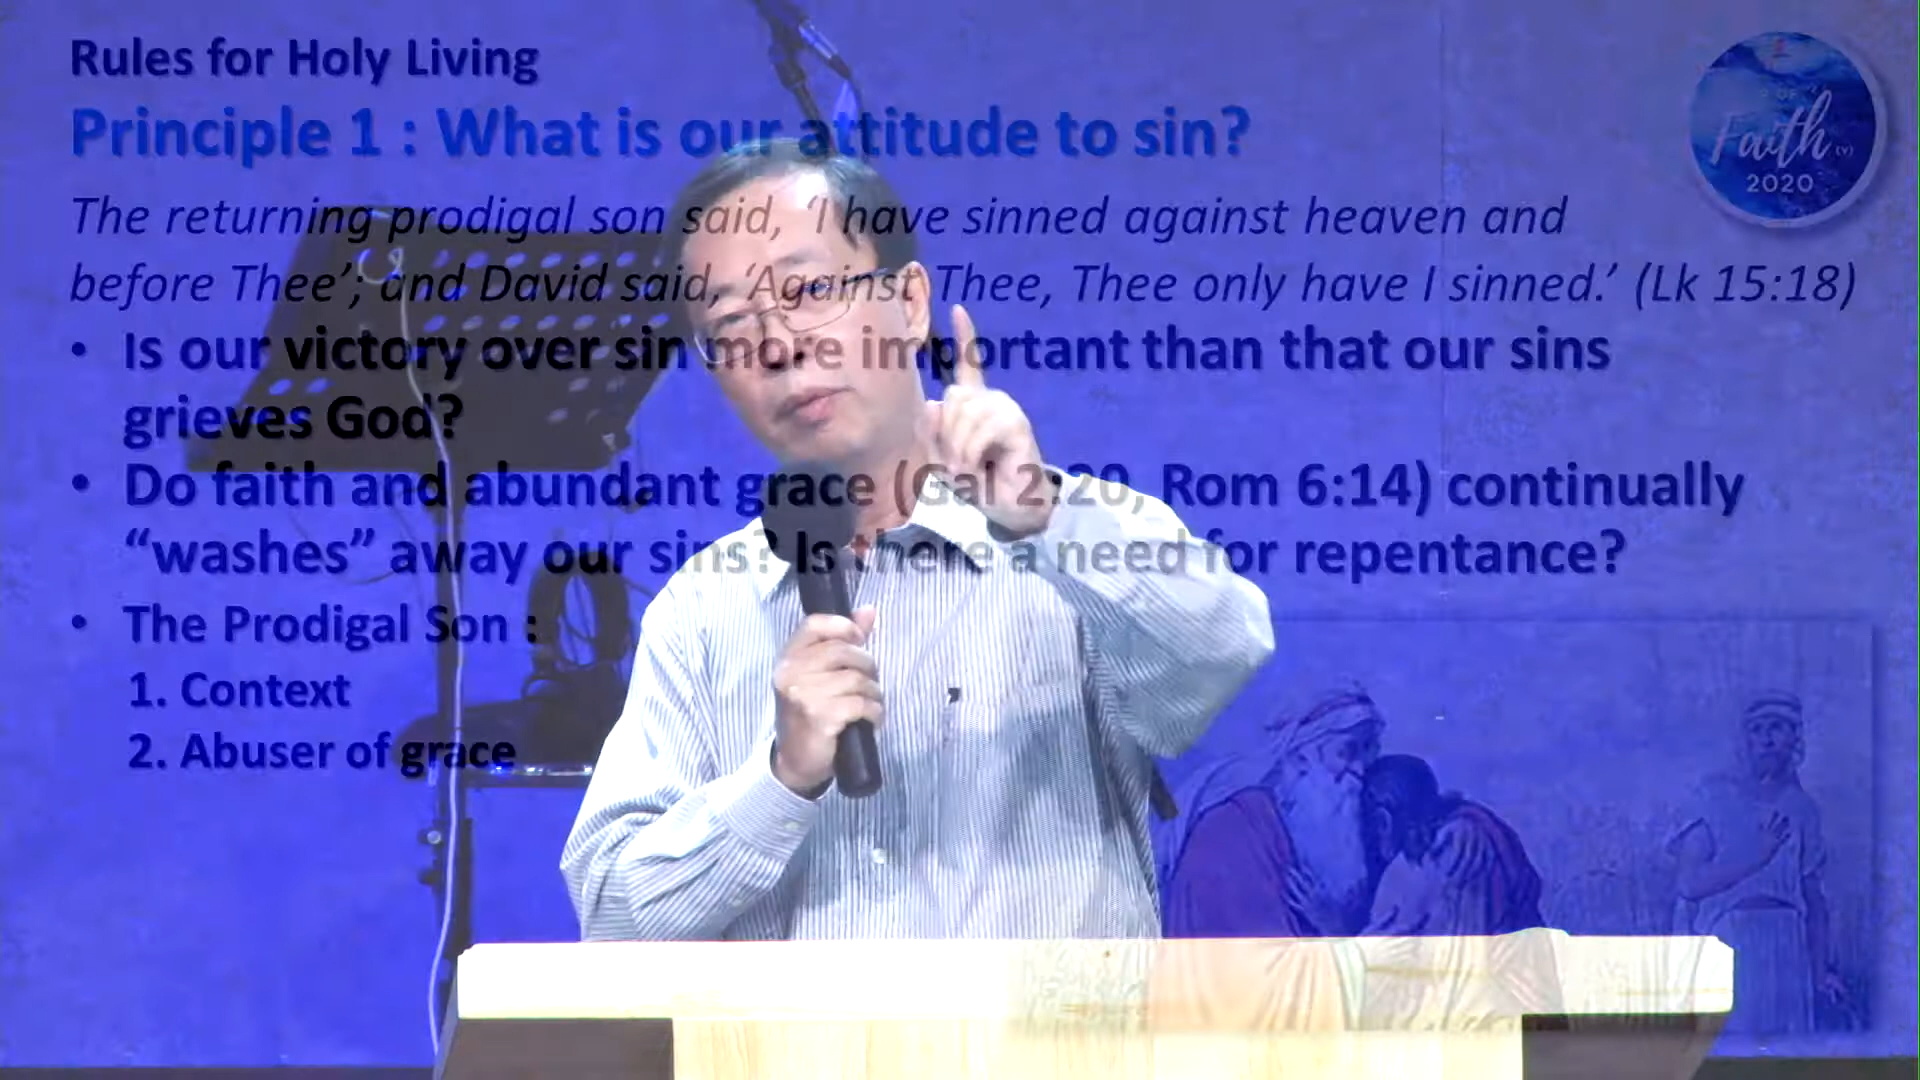 Rules for Holy Living
Principle 1 : What is our attitude to sin?
The returning prodigal son said, ‘I have sinned against heaven and
before Thee’; and David said, ‘Against Thee, Thee only have I sinned.’ (Lk 15:18)
• Is our victory over sin more important than that our sins
grieves God?
• Do faith and abundant grace (Gal 2:20, Rom 6:14) continually
“washes” away our sins? Is there a need for repentance?
• The Prodigal Son :
1. Context
2. Abuser of grace
OF
Faith (V)
2020